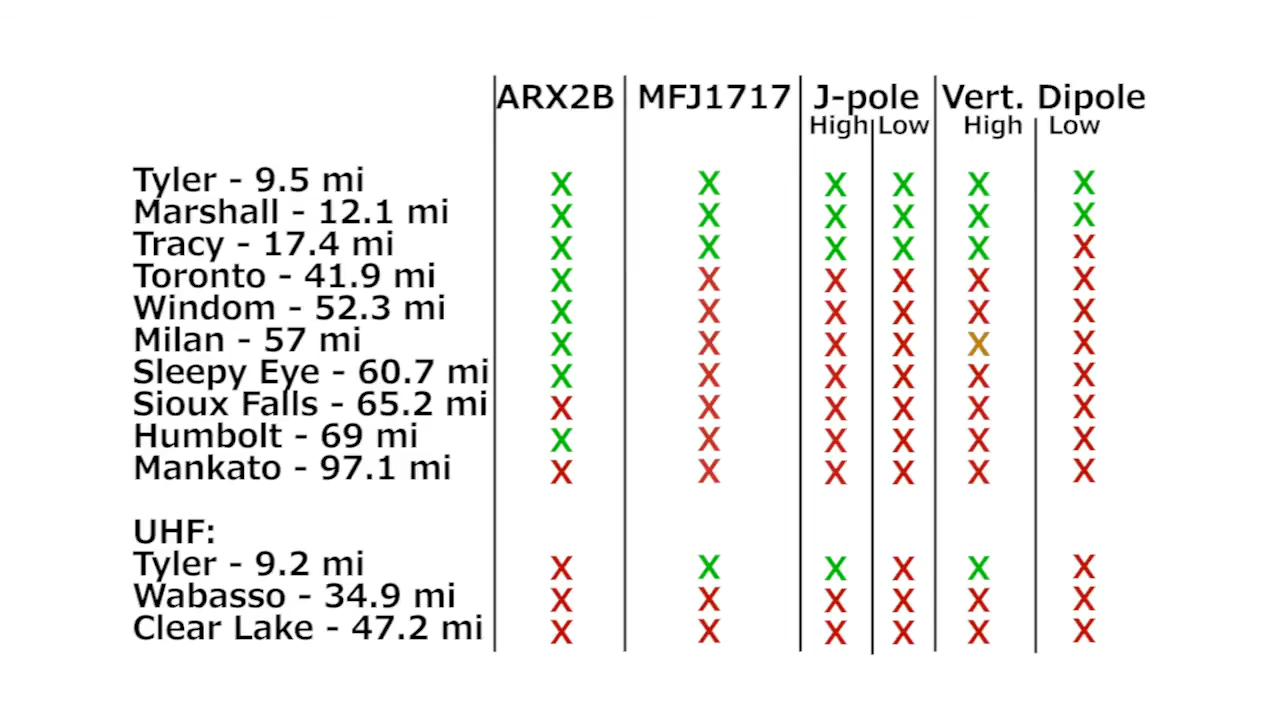 ARX2B MFJ1717 J-pole Vert. Dipole
High Low High Low
Tyler - 9.5 mi X X X X X X
Marshall - 12.1 mi X X X X X X
Tracy - 17.4 mi X X X X X X
Toronto - 41.9 mi X X X X X X
Windom - 52.3 mi X X X X X X
Milan - 57 mi X X X X X X
Sleepy Eye - 60.7 mi X X X X X X
Sioux Falls - 65.2 mi X X X X X X
Humbolt - 69 mi X X X X X X
Mankato - 97.1 mi X X X X X X
UHF:
Tyler - 9.2 mi X X X X X X
Wabasso - 34.9 mi X X X X X X
Clear Lake - 47.2 mi X X X X X X